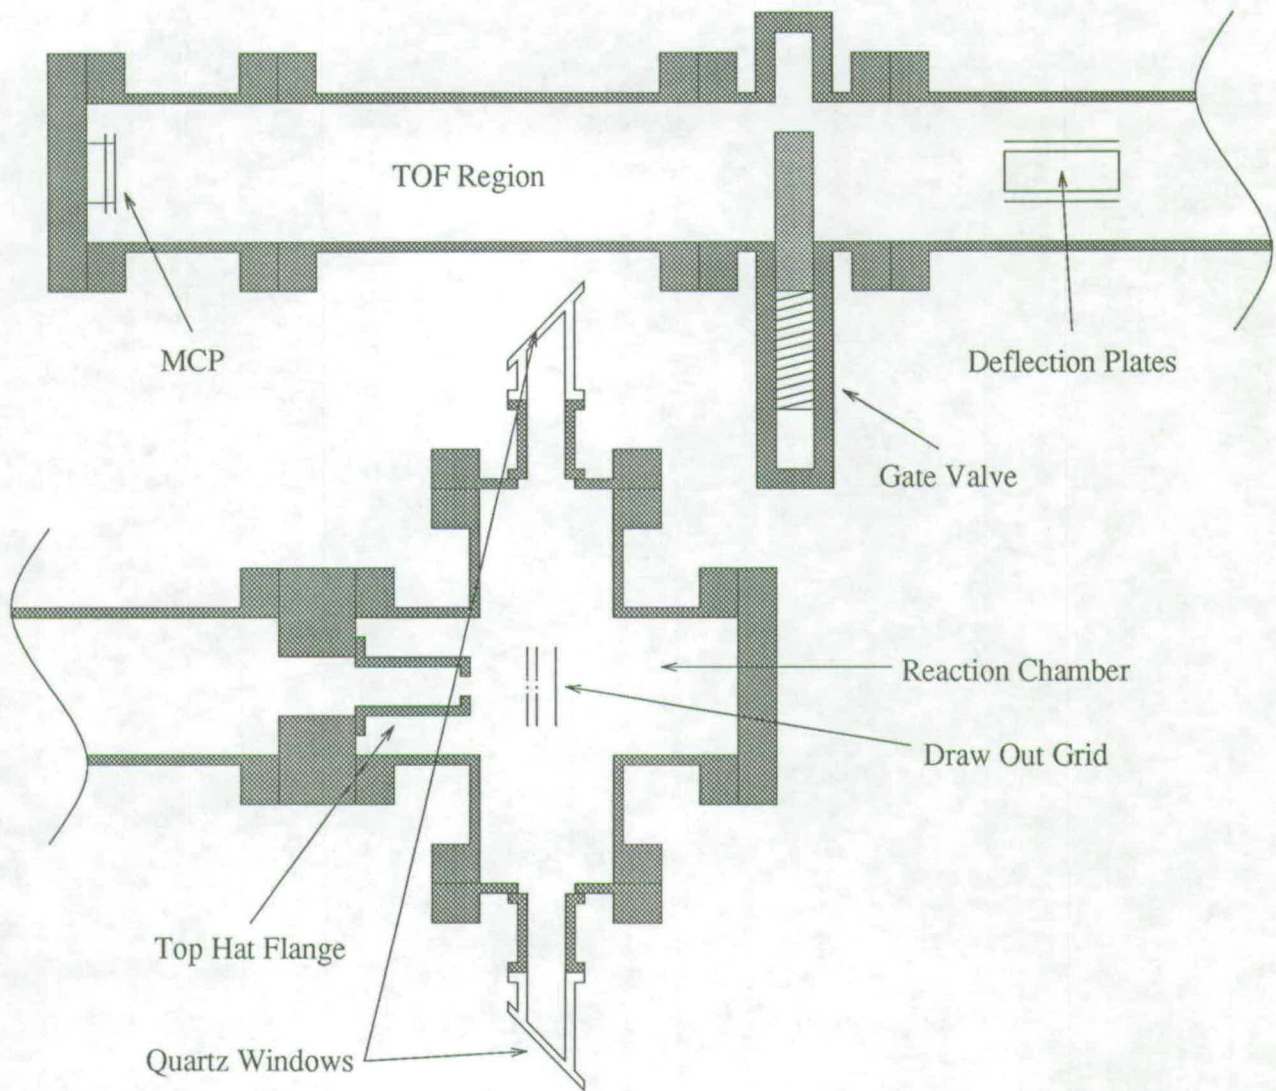 TOF Region
MCP
Deflection Plates
Gate Valve
Reaction Chamber
Draw Out Grid
Top Hat Flange
Quartz Windows